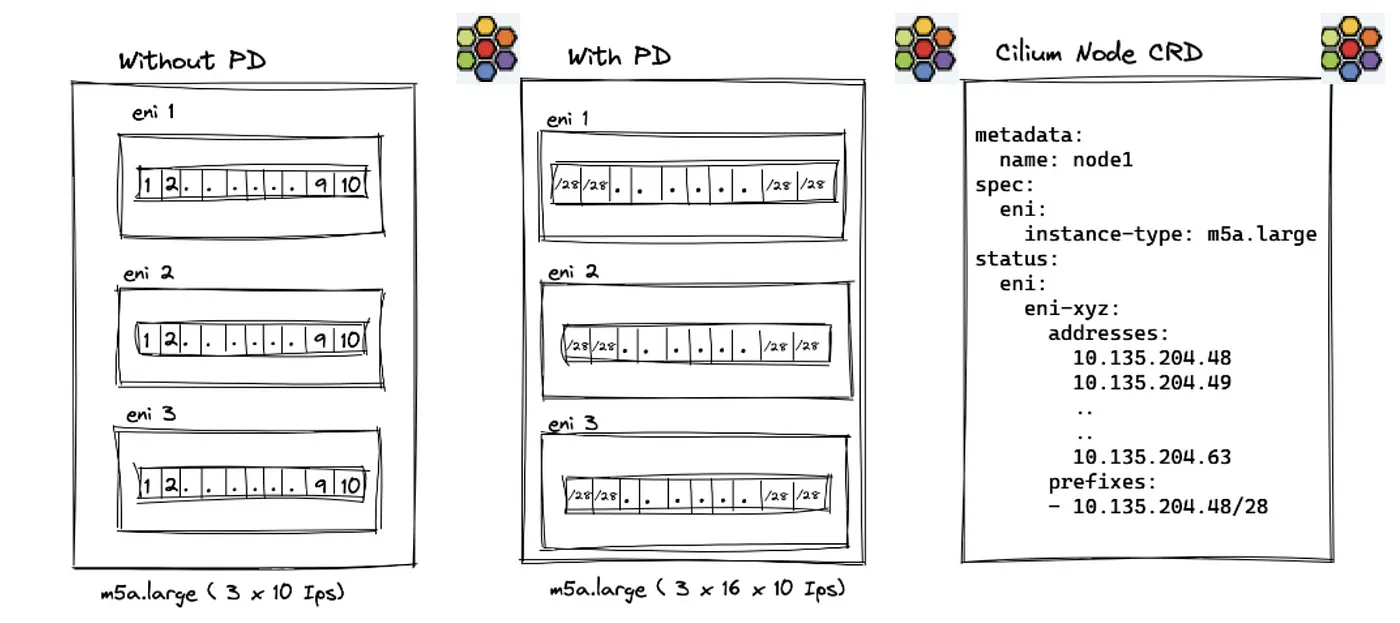 Without PD
eni 1
1 2 . . . . . . 9 10
eni 2
1 2 . . . . . . 9 10
eni 3
1 2 . . . . . . 9 10
m5a.large ( 3 x 10 Ips)
With PD
eni 1
/28 /28 . . . . . . /28 /28
eni 2
/28 /28 . . . . . . /28 /28
eni 3
/28 /28 . . . . . . /28 /28
m5a.large ( 3 x 16 x 10 Ips)
Cilium Node CRD
metadata:
name: node1
spec:
eni:
instance-type: m5a.large
status:
eni:
eni-xyz:
addresses:
10.135.204.48
10.135.204.49
..
..
10.135.204.63
prefixes:
- 10.135.204.48/28